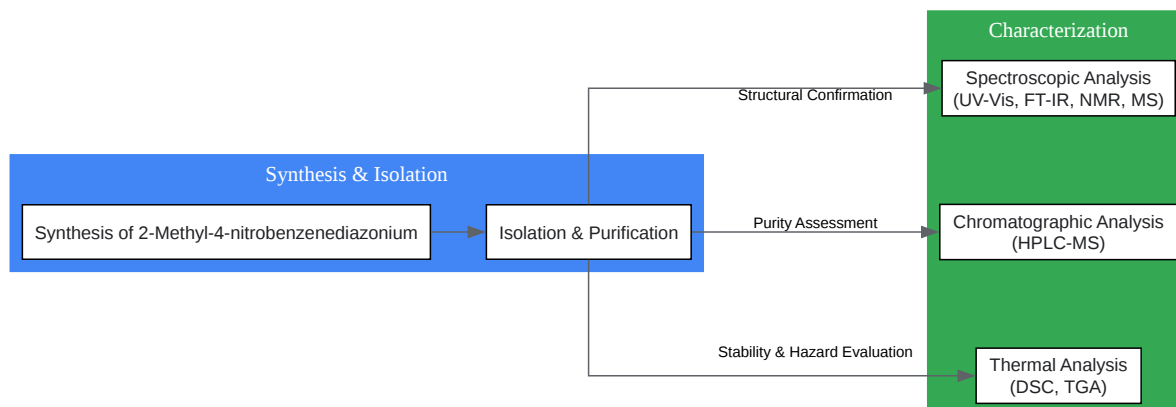 Characterization
Spectroscopic Analysis
(UV-Vis, FT-IR, NMR, MS)
Structural Confirmation
Synthesis & Isolation
Synthesis of 2-Methyl-4-nitrobenzenediazonium
Isolation & Purification
Purity Assessment
Chromatographic Analysis
(HPLC-MS)
Stability & Hazard Evaluation
Thermal Analysis
(DSC, TGA)